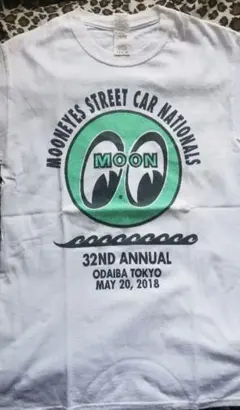 MOONEYES STREET CAR NATIONALS
MOON
32ND ANNUAL
ODAIBA TOKYO
MAY 20, 2018